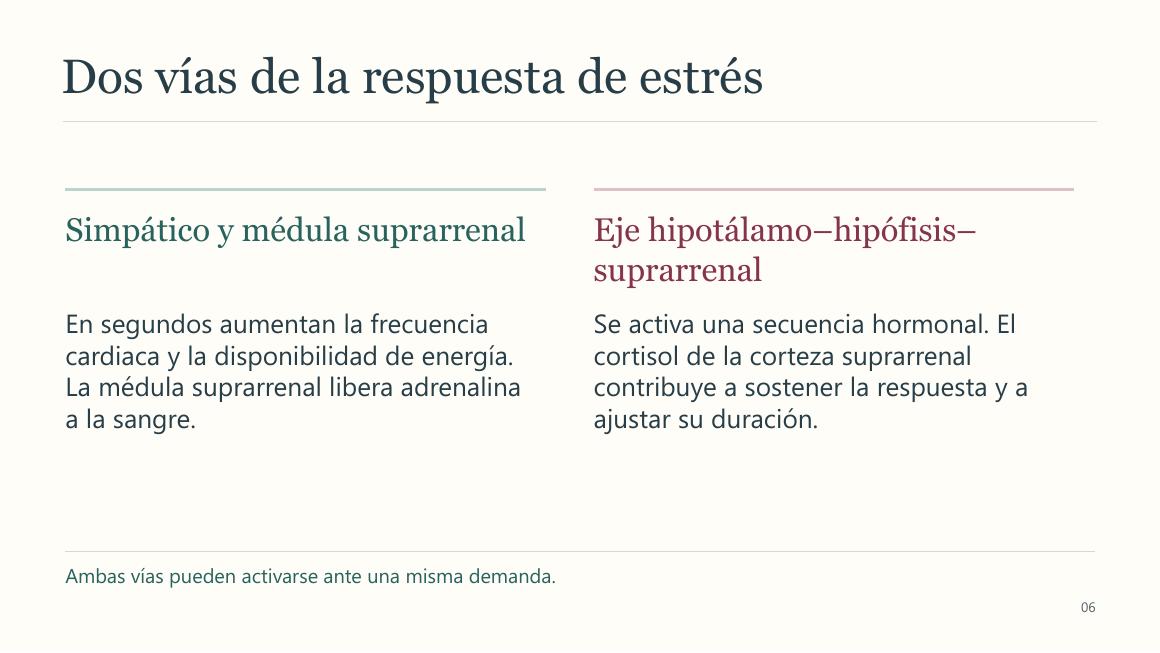 Dos vías de la respuesta de estrés
Simpático y médula suprarrenal
En segundos aumentan la frecuencia
cardiaca y la disponibilidad de energía.
La médula suprarrenal libera adrenalina
a la sangre.
Eje hipotálamo–hipófisis–
suprarrenal
Se activa una secuencia hormonal. El
cortisol de la corteza suprarrenal
contribuye a sostener la respuesta y a
ajustar su duración.
Ambas vías pueden activarse ante una misma demanda.
06